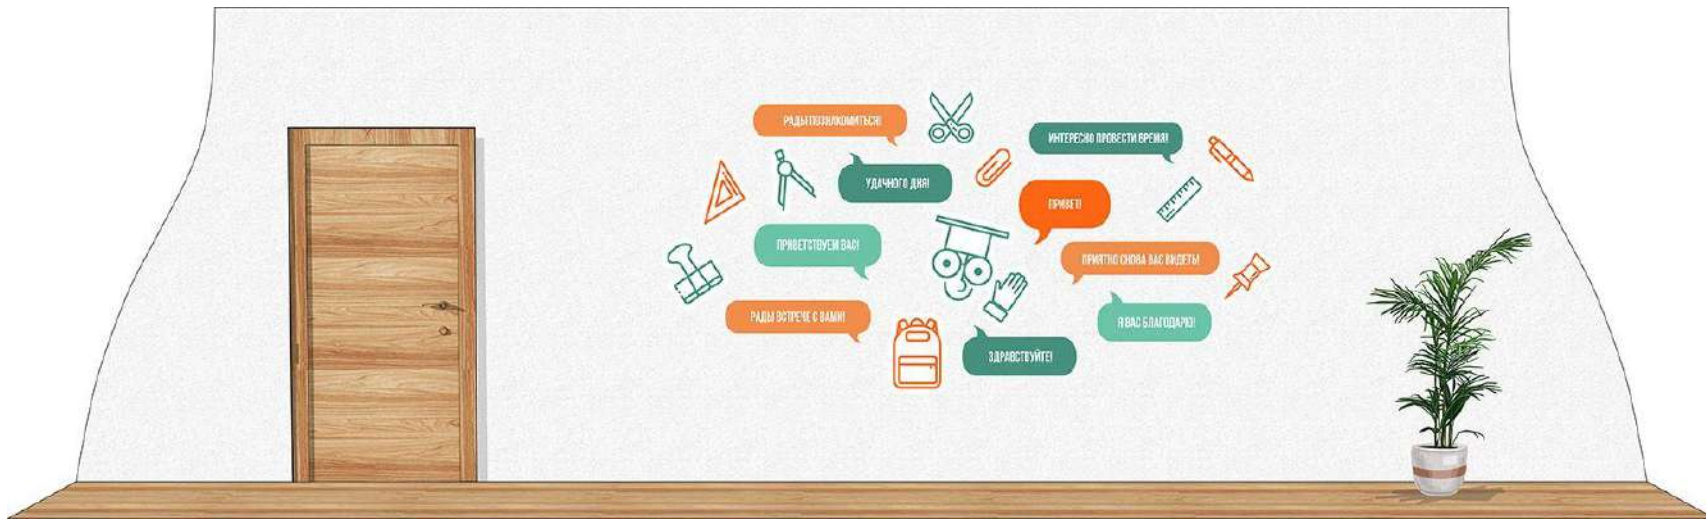 РАДЫ ПОЗНАКОМИТЬСЯ!
ИНТЕРЕСНО ПРОВЕСТИ ВРЕМЯ!
УДАЧНОГО ДНЯ!
ПРИВЕТ!
ПРИВЕТСТВУЕМ ВАС!
ПРИЯТНО СНОВА ВАС ВИДЕТЬ!
РАДЫ ВСТРЕЧЕ С ВАМИ!
Я ВАС БЛАГОДАРЮ!
ЗДРАВСТВУЙТЕ!